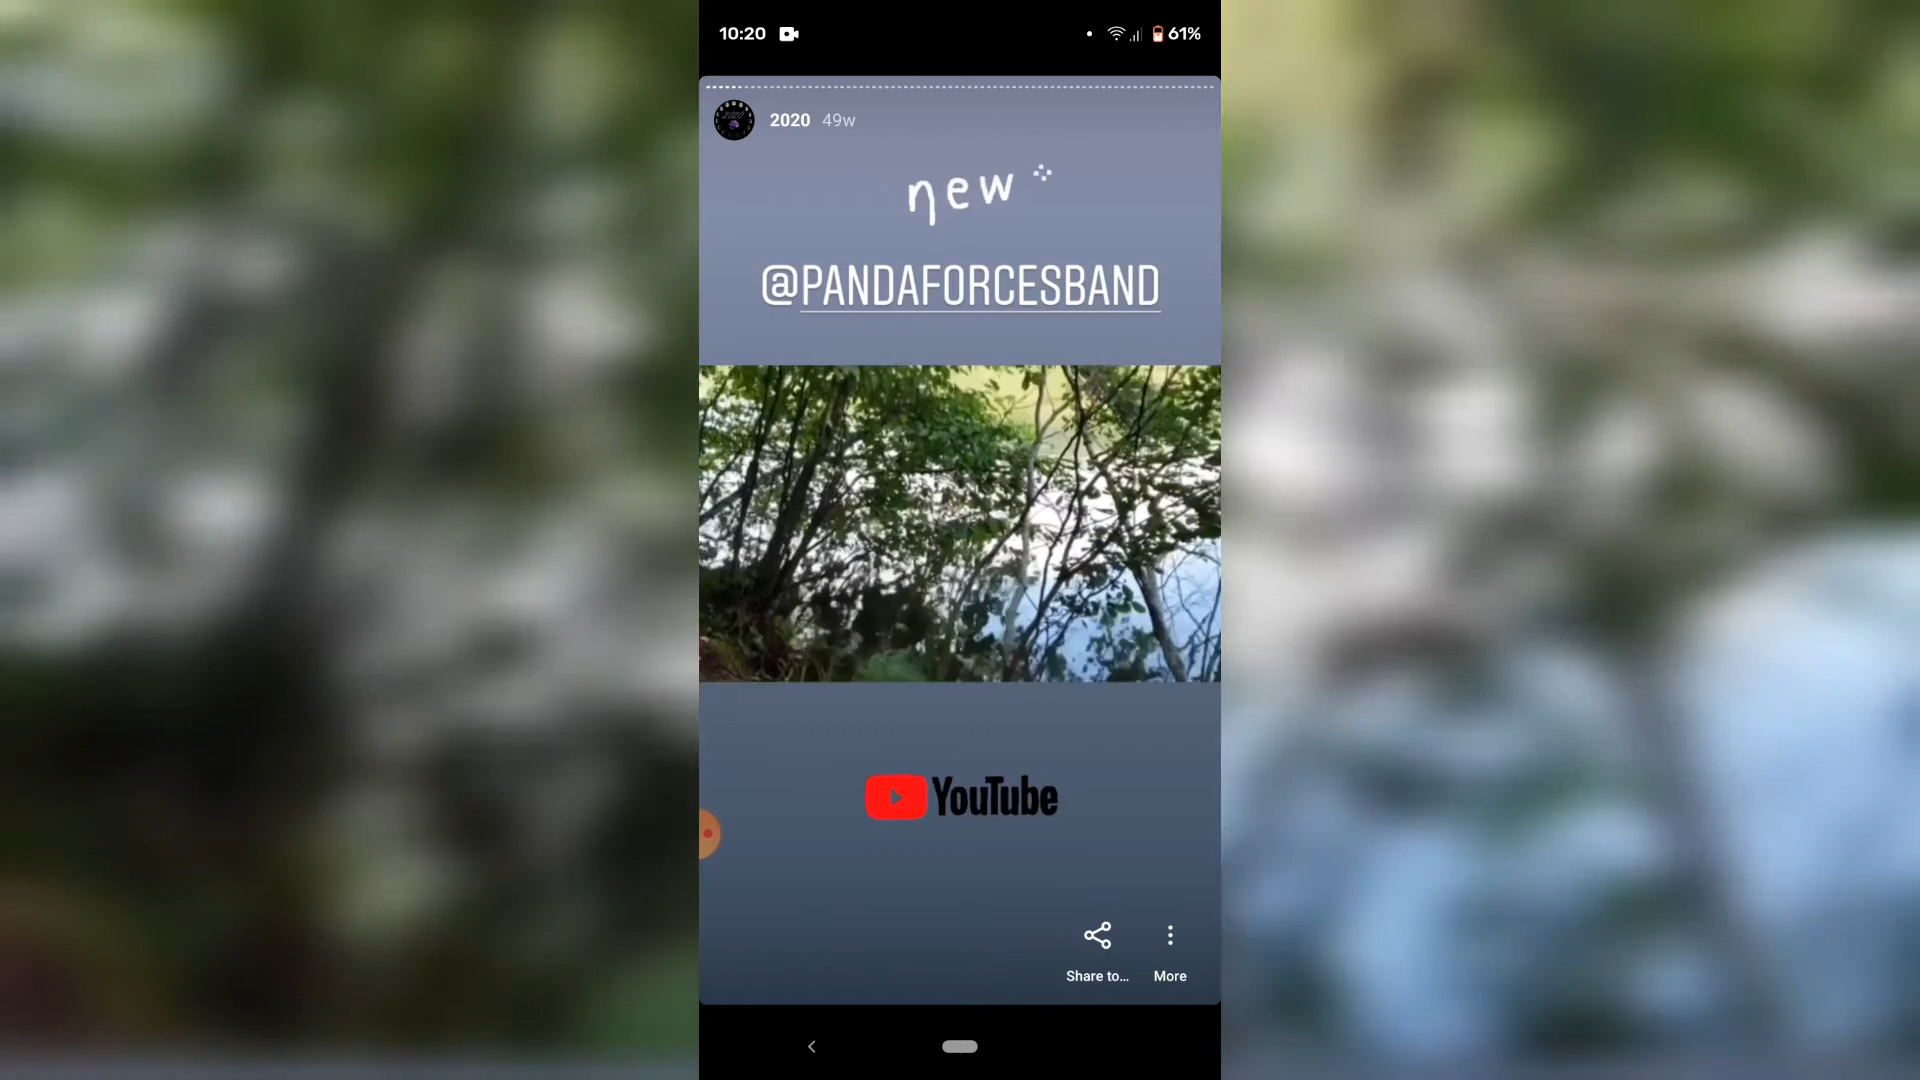 10:20 61%
2020 49w
new
@PANDAFORCESBAND
YouTube
Share to... More